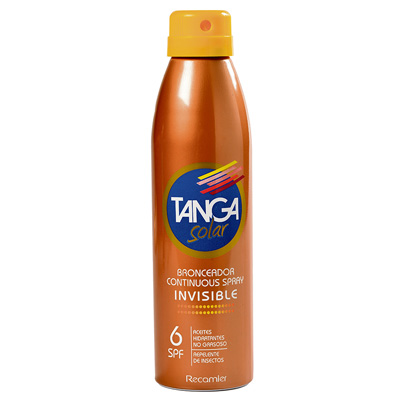 TANGA
solar
BRONCEADOR
CONTINUOUS SPRAY
INVISIBLE
6
SPF
ACEITES
HIDRATANTES
NO GRASOSO
REPELENTE
DE INSECTOS
Recamier